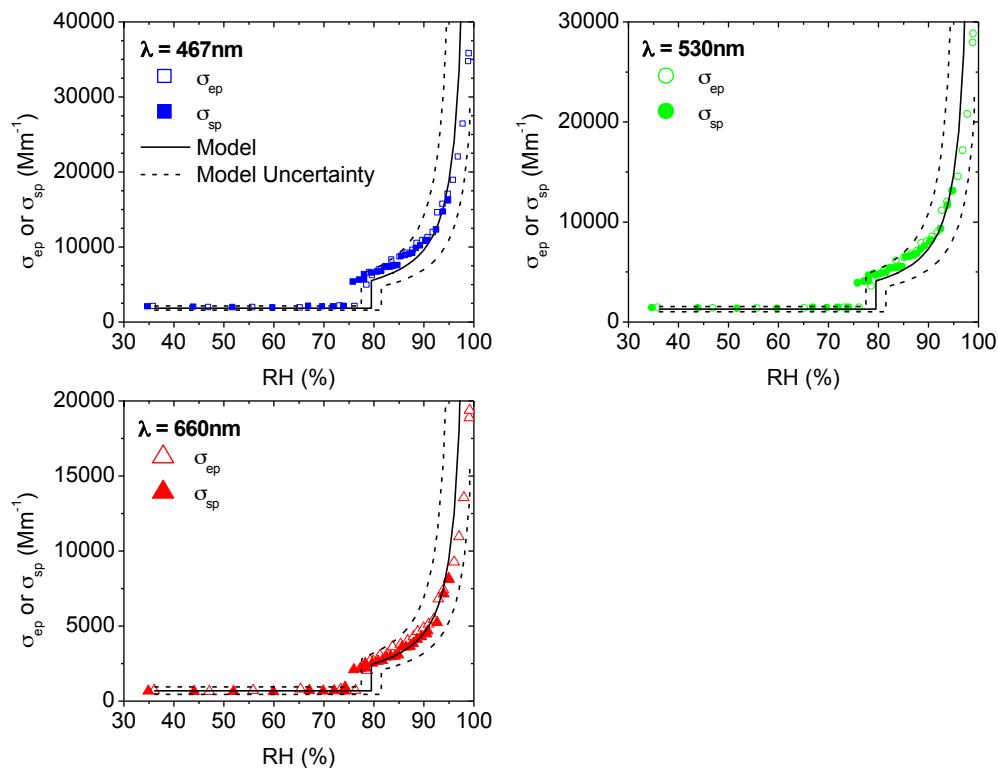 λ = 467nm
σep
σsp
Model
Model Uncertainty
σep or σsp (Mm-1)
40000
30000
20000
10000
0
30 40 50 60 70 80 90 100
RH (%)
λ = 530nm
σep
σsp
σep or σsp (Mm-1)
30000
20000
10000
0
30 40 50 60 70 80 90 100
RH (%)
λ = 660nm
σep
σsp
σep or σsp (Mm-1)
20000
15000
10000
5000
0
30 40 50 60 70 80 90 100
RH (%)